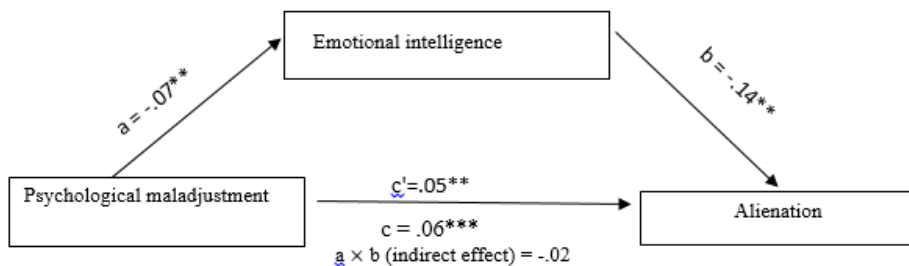 Emotional intelligence
a = -.07**
b = -.14**
Psychological maladjustment
c'=.05**
Alienation
c = .06***
a × b (indirect effect) = -.02